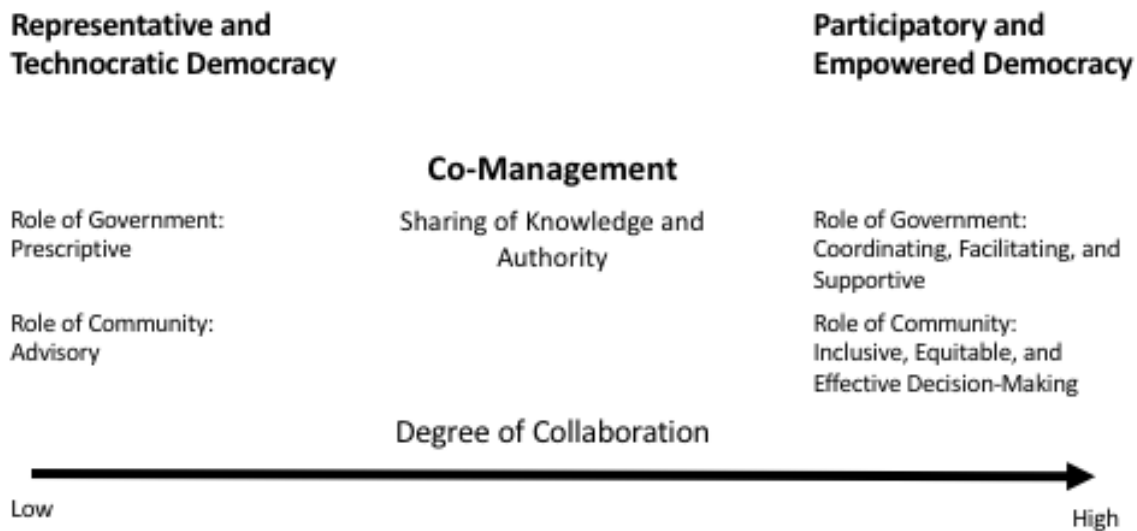 Representative and
Technocratic Democracy
Participatory and
Empowered Democracy
Co-Management
Sharing of Knowledge and
Authority
Role of Government:
Prescriptive
Role of Community:
Advisory
Role of Government:
Coordinating, Facilitating, and
Supportive
Role of Community:
Inclusive, Equitable, and
Effective Decision-Making
Degree of Collaboration
Low
High